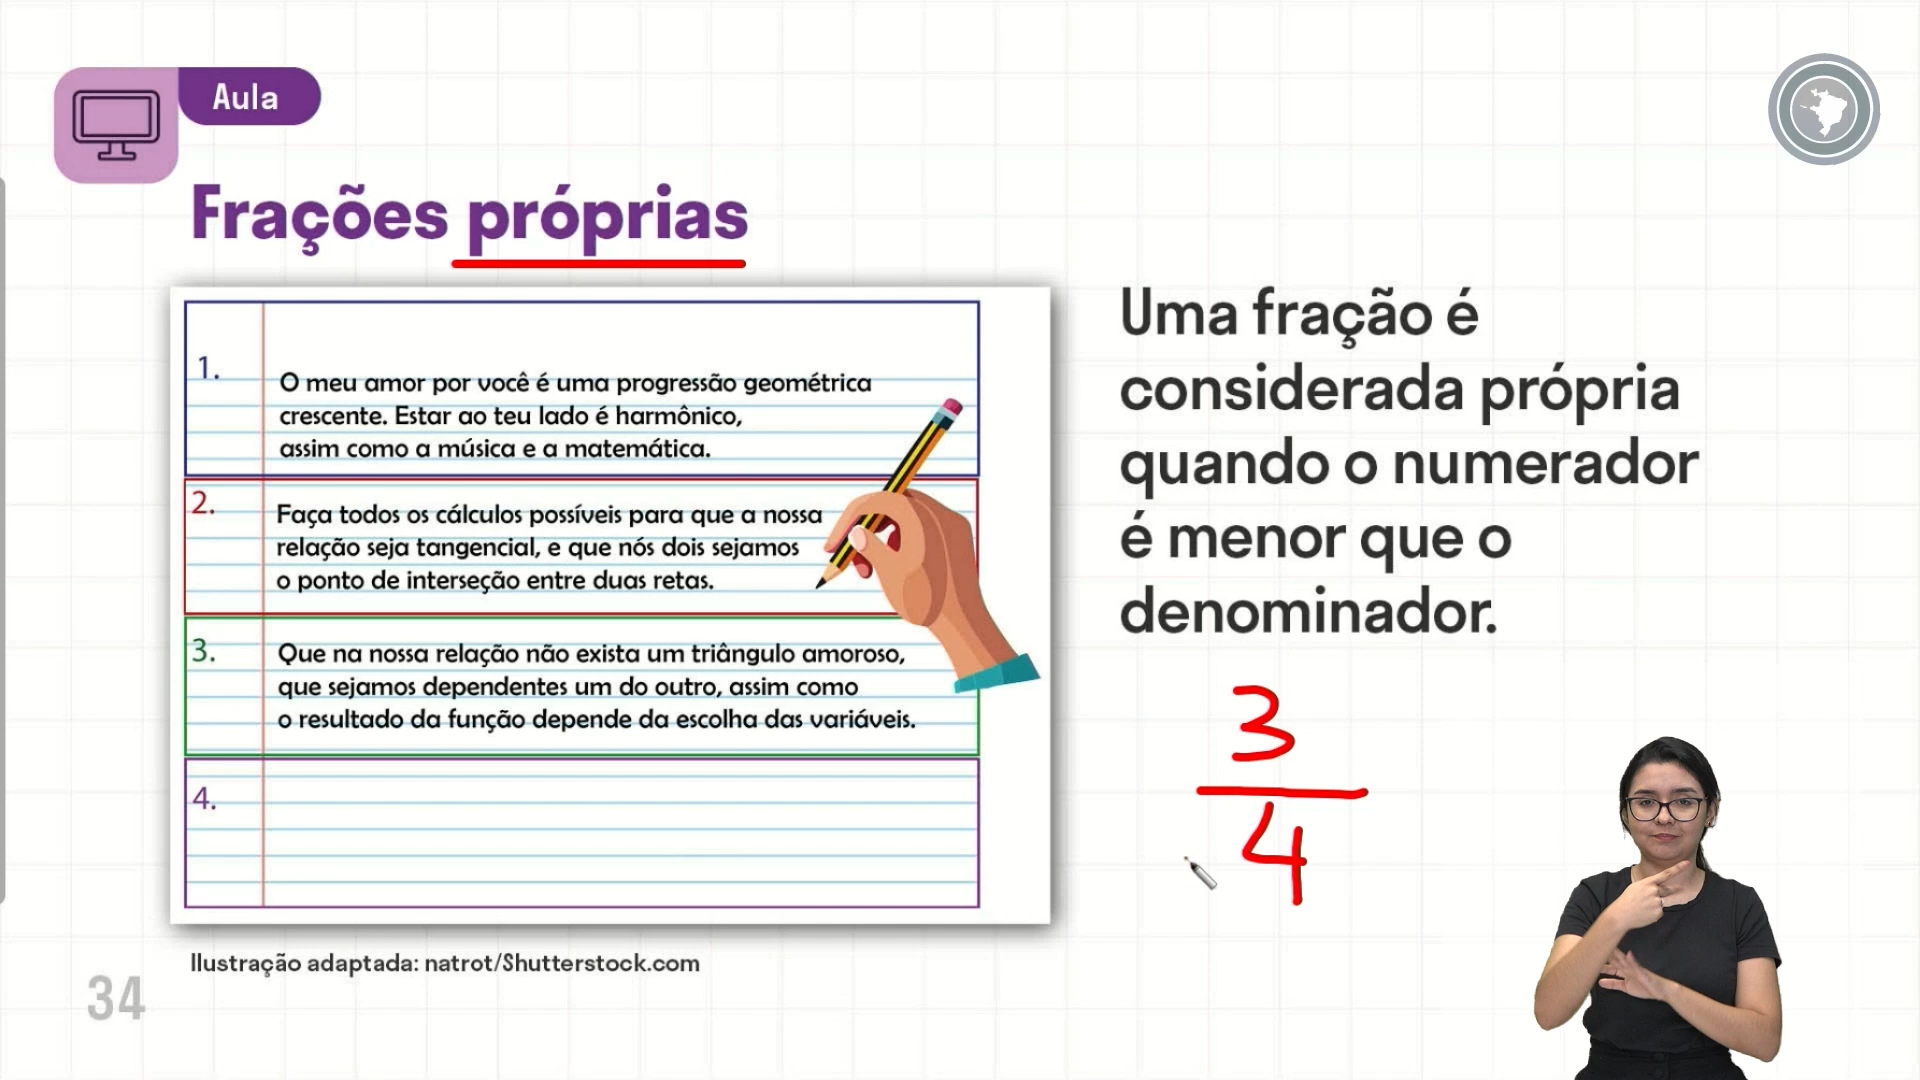 Aula
Frações próprias
1.
O meu amor por você é uma progressão geométrica
crescente. Estar ao teu lado é harmônico,
assim como a música e a matemática.
2.
Faça todos os cálculos possíveis para que a nossa
relação seja tangencial, e que nós dois sejamos
o ponto de interseção entre duas retas.
3.
Que na nossa relação não exista um triângulo amoroso,
que sejamos dependentes um do outro, assim como
o resultado da função depende da escolha das variáveis.
4.
Ilustração adaptada: natrot/Shutterstock.com
34
Uma fração é
considerada própria
quando o numerador
é menor que o
denominador.
3
4